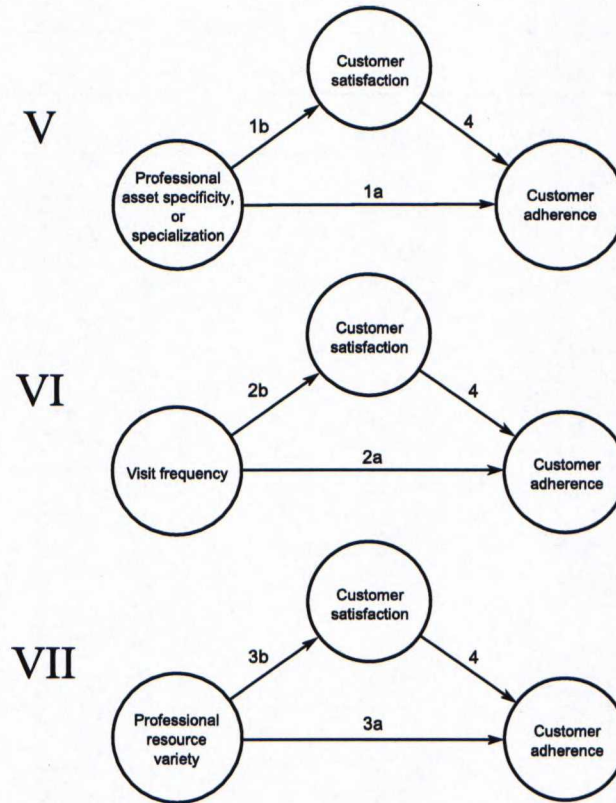 V
Customer
satisfaction
1b
4
Professional
asset specificity,
or
specialization
1a
Customer
adherence
VI
Customer
satisfaction
2b
4
Visit frequency
2a
Customer
adherence
VII
Customer
satisfaction
3b
4
Professional
resource
variety
3a
Customer
adherence